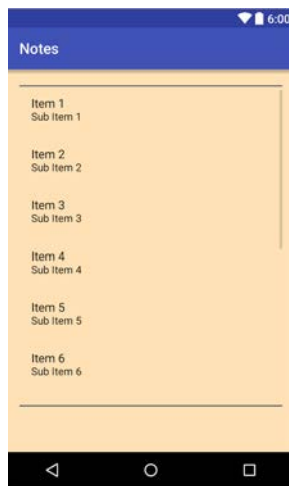 6:00
Notes
Item 1
Sub Item 1
Item 2
Sub Item 2
Item 3
Sub Item 3
Item 4
Sub Item 4
Item 5
Sub Item 5
Item 6
Sub Item 6